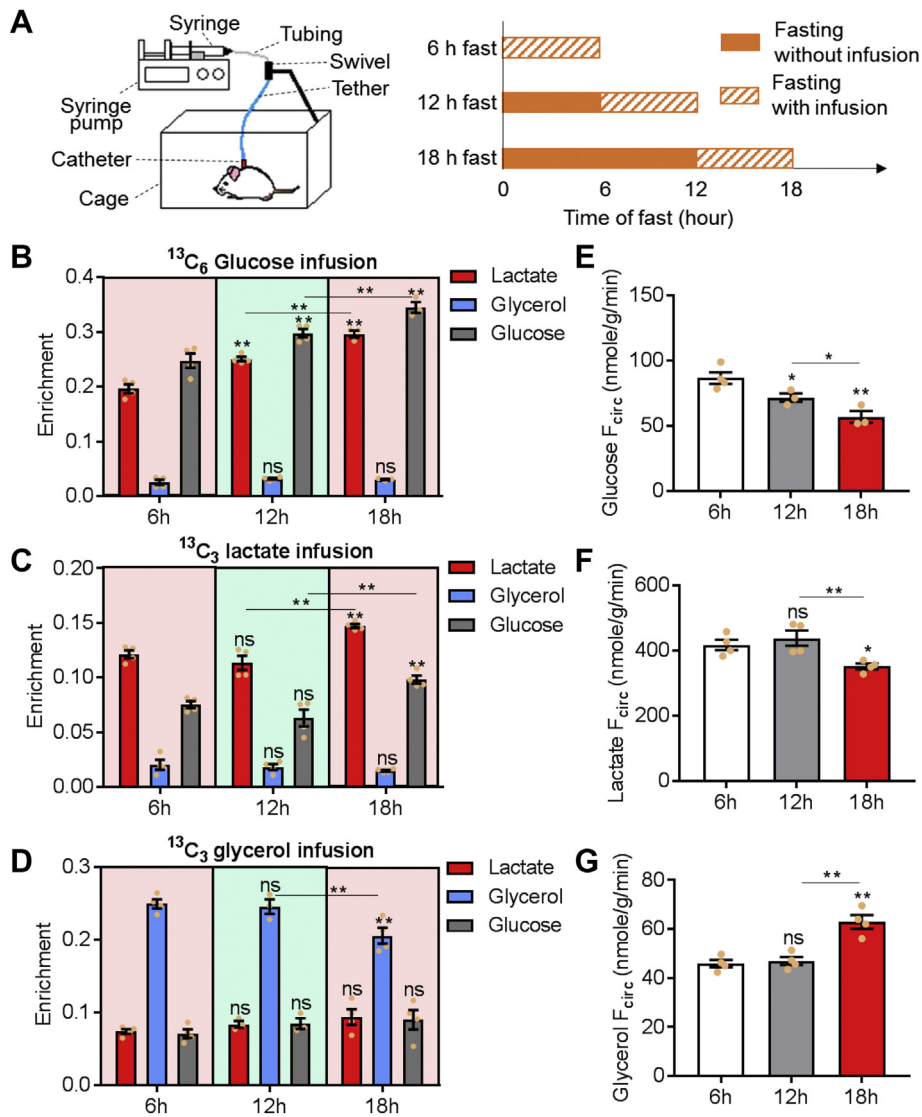 A
Syringe
Tubing
Swivel
Tether
Syringe
pump
Catheter
Cage
6 h fast
12 h fast
18 h fast
0
6
12
18
Time of fast (hour)
Fasting
without infusion
Fasting
with infusion
B
¹³C₆ Glucose infusion
Enrichment
0.4
0.3
0.2
0.1
0.0
**
**
**
**
**
**
ns
ns
6h
12h
18h
Lactate
Glycerol
Glucose
C
¹³C₃ lactate infusion
Enrichment
0.20
0.15
0.10
0.05
0.00
**
**
ns
**
ns
**
ns
ns
6h
12h
18h
Lactate
Glycerol
Glucose
D
¹³C₃ glycerol infusion
Enrichment
0.3
0.2
0.1
0.0
ns
**
**
ns
ns
ns
ns
6h
12h
18h
Lactate
Glycerol
Glucose
E
Glucose F_circ (nmole/g/min)
150
100
50
0
*
*
**
6h
12h
18h
F
Lactate F_circ (nmole/g/min)
600
400
200
0
ns
**
*
6h
12h
18h
G
Glycerol F_circ (nmole/g/min)
80
60
40
20
0
ns
**
**
6h
12h
18h